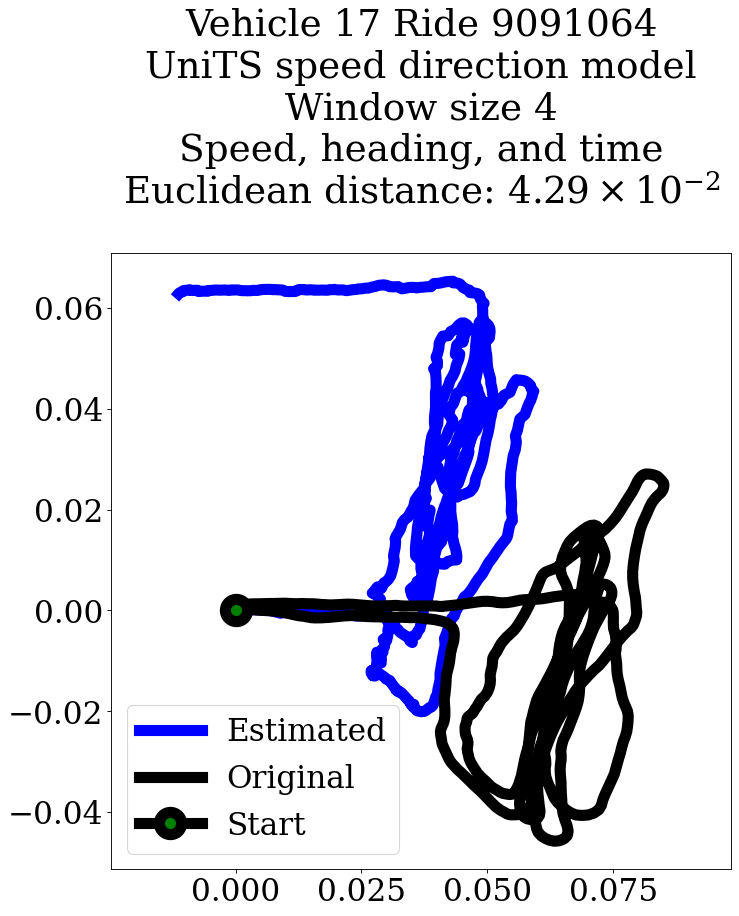 Vehicle 17 Ride 9091064
UniTS speed direction model
Window size 4
Speed, heading, and time
Euclidean distance: 4.29 × 10⁻²
0.06
0.04
0.02
0.00
−0.02
−0.04
Estimated
Original
Start
0.000 0.025 0.050 0.075